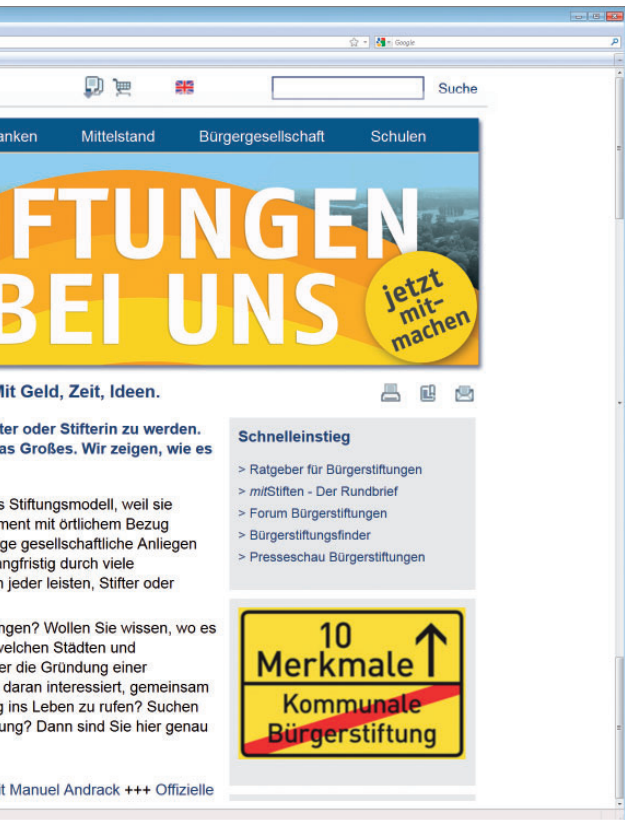 Google
Suche
anken Mittelstand Bürgergesellschaft Schulen
FTUNGEN
BEI UNS
jetzt
mit-
machen
Mit Geld, Zeit, Ideen.
ter oder Stifterin zu werden.
as Großes. Wir zeigen, wie es
s Stiftungsmodell, weil sie
ment mit örtlichem Bezug
ge gesellschaftliche Anliegen
ngfristig durch viele
n jeder leisten, Stifter oder
ngen? Wollen Sie wissen, wo es
welchen Städten und
er die Gründung einer
daran interessiert, gemeinsam
g ins Leben zu rufen? Suchen
ung? Dann sind Sie hier genau
it Manuel Andrack +++ Offizielle
Schnelleinstieg
> Ratgeber für Bürgerstiftungen
> mitStiften - Der Rundbrief
> Forum Bürgerstiftungen
> Bürgerstiftungsfinder
> Presseschau Bürgerstiftungen
10
Merkmale
Kommunale
Bürgerstiftung